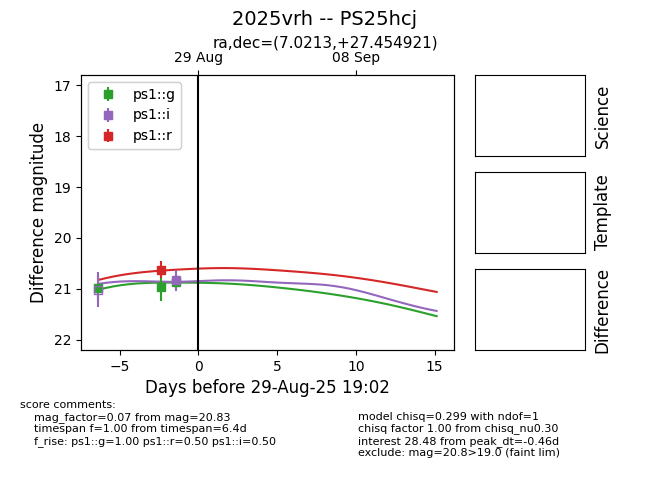 2025vrh -- PS25hcj
ra,dec=(7.0213,+27.454921)
29 Aug
08 Sep
17
18
19
20
21
22
Difference magnitude
ps1::g
ps1::i
ps1::r
−5
0
5
10
15
Days before 29-Aug-25 19:02
Science
Template
Difference
score comments:
mag_factor=0.07 from mag=20.83
timespan f=1.00 from timespan=6.4d
f_rise: ps1::g=1.00 ps1::r=0.50 ps1::i=0.50
model chisq=0.299 with ndof=1
chisq factor 1.00 from chisq_nu0.30
interest 28.48 from peak_dt=-0.46d
exclude: mag=20.8>19.0 (faint lim)